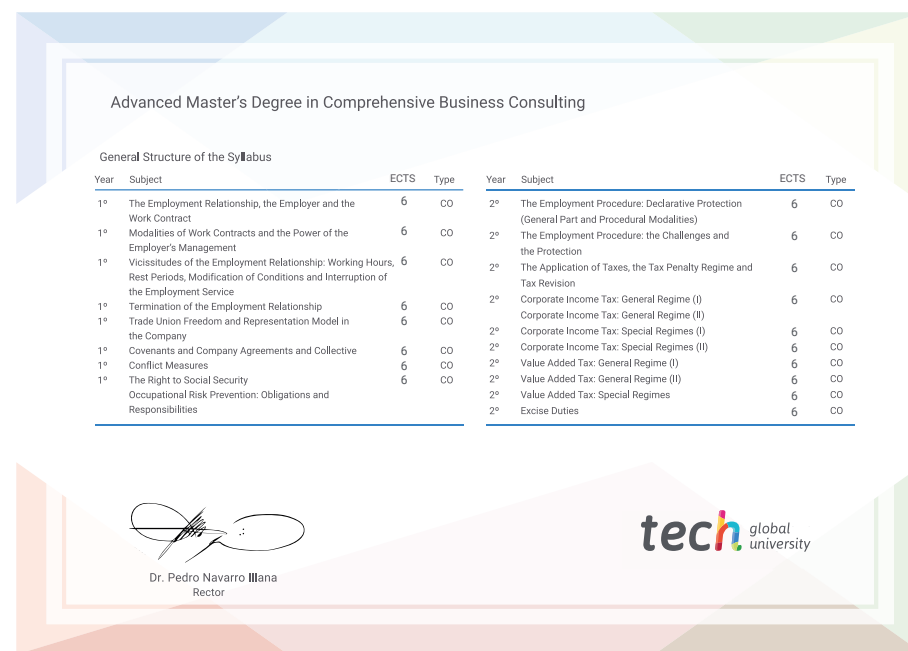 Advanced Master's Degree in Comprehensive Business Consulting
General Structure of the Syllabus
Year Subject ECTS Type
1º The Employment Relationship, the Employer and the 6 CO
Work Contract
1º Modalities of Work Contracts and the Power of the 6 CO
Employer's Management
1º Vicissitudes of the Employment Relationship: Working Hours, 6 CO
Rest Periods, Modification of Conditions and Interruption of
the Employment Service
1º Termination of the Employment Relationship 6 CO
1º Trade Union Freedom and Representation Model in 6 CO
the Company
1º Covenants and Company Agreements and Collective 6 CO
1º Conflict Measures 6 CO
1º The Right to Social Security 6 CO
Occupational Risk Prevention: Obligations and
Responsibilities
Year Subject ECTS Type
2º The Employment Procedure: Declarative Protection 6 CO
(General Part and Procedural Modalities)
2º The Employment Procedure: the Challenges and 6 CO
the Protection
2º The Application of Taxes, the Tax Penalty Regime and 6 CO
Tax Revision
2º Corporate Income Tax: General Regime (I) 6 CO
Corporate Income Tax: General Regime (II)
2º Corporate Income Tax: Special Regimes (I) 6 CO
2º Corporate Income Tax: Special Regimes (II) 6 CO
2º Value Added Tax: General Regime (I) 6 CO
2º Value Added Tax: General Regime (II) 6 CO
2º Value Added Tax: Special Regimes 6 CO
2º Excise Duties 6 CO
Dr. Pedro Navarro Illana
Rector
tech global
university